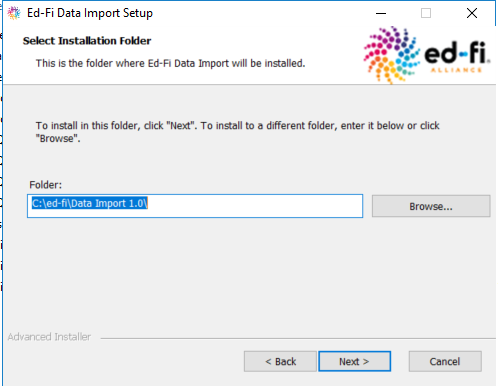 Ed-Fi Data Import Setup
Select Installation Folder
This is the folder where Ed-Fi Data Import will be installed.
ed-fi.
ALLIANCE
To install in this folder, click "Next". To install to a different folder, enter it below or click
"Browse".
Folder:
C:\ed-fi\Data Import 1.0\
Browse...
Advanced Installer
< Back
Next >
Cancel